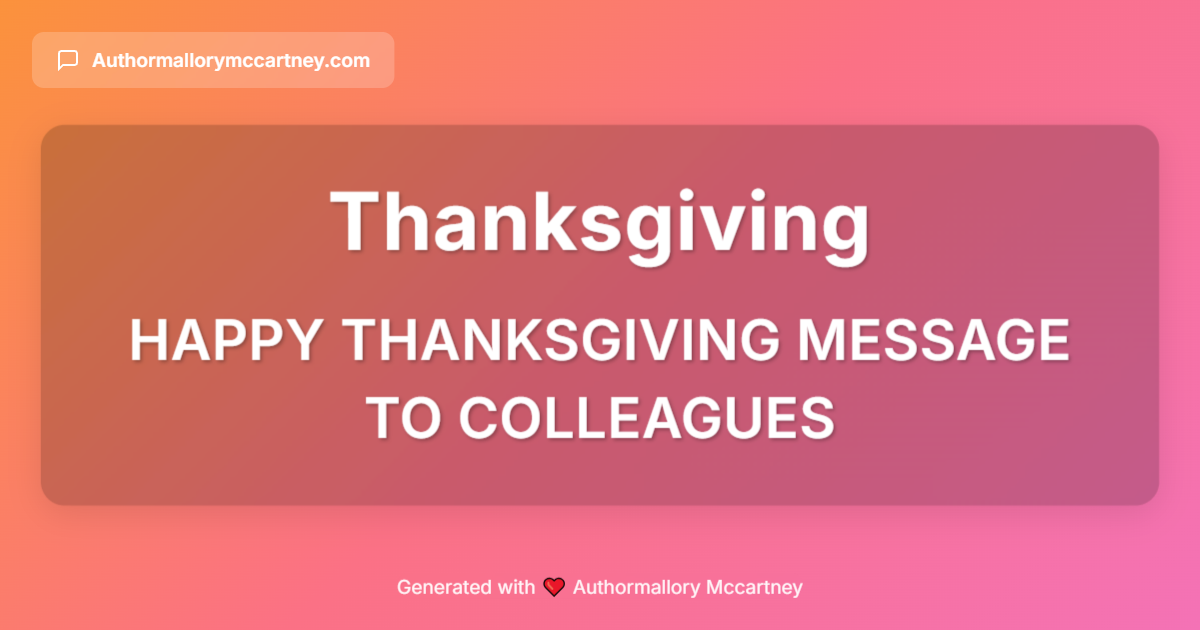 Authormallorymccartney.com
Thanksgiving
HAPPY THANKSGIVING MESSAGE
TO COLLEAGUES
Generated with ❤️ Authormallory Mccartney